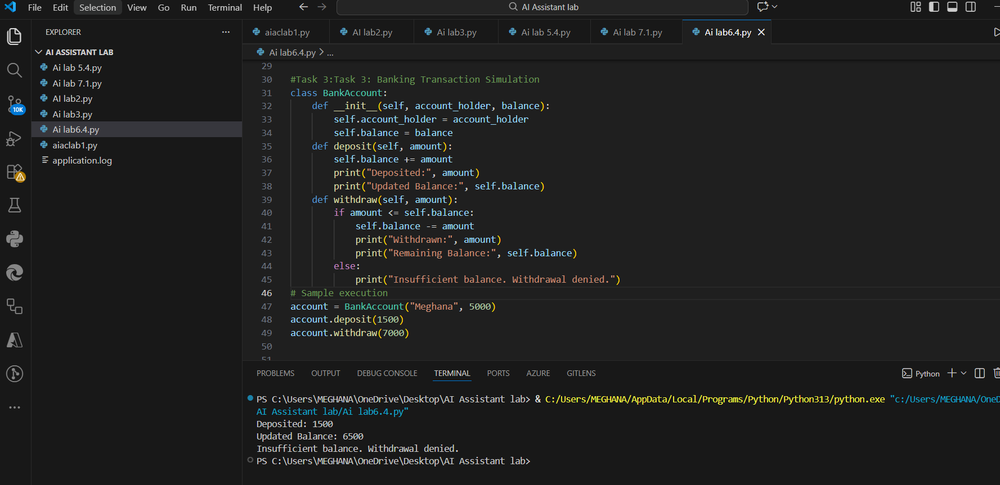 File Edit Selection View Go Run Terminal Help
AI Assistant lab
EXPLORER
AI ASSISTANT LAB
Ai lab 5.4.py
Ai lab 7.1.py
AI lab2.py
Ai lab3.py
Ai lab6.4.py
aiaclab1.py
application.log
10K
aiaclab1.py AI lab2.py Ai lab3.py Ai lab 5.4.py Ai lab 7.1.py Ai lab6.4.py
Ai lab6.4.py > ...
29
30 #Task 3:Task 3: Banking Transaction Simulation
31 class BankAccount:
32     def __init__(self, account_holder, balance):
33         self.account_holder = account_holder
34         self.balance = balance
35     def deposit(self, amount):
36         self.balance += amount
37         print("Deposited:", amount)
38         print("Updated Balance:", self.balance)
39     def withdraw(self, amount):
40         if amount <= self.balance:
41             self.balance -= amount
42             print("Withdrawn:", amount)
43             print("Remaining Balance:", self.balance)
44         else:
45             print("Insufficient balance. Withdrawal denied.")
46 # Sample execution
47 account = BankAccount("Meghana", 5000)
48 account.deposit(1500)
49 account.withdraw(7000)
50
51
PROBLEMS OUTPUT DEBUG CONSOLE TERMINAL PORTS AZURE GITLENS
Python
PS C:\Users\MEGHANA\OneDrive\Desktop\AI Assistant lab> & C:/Users/MEGHANA/AppData/Local/Programs/Python/Python313/python.exe "c:/Users/MEGHANA/OneD
AI Assistant lab/Ai lab6.4.py"
Deposited: 1500
Updated Balance: 6500
Insufficient balance. Withdrawal denied.
PS C:\Users\MEGHANA\OneDrive\Desktop\AI Assistant lab>